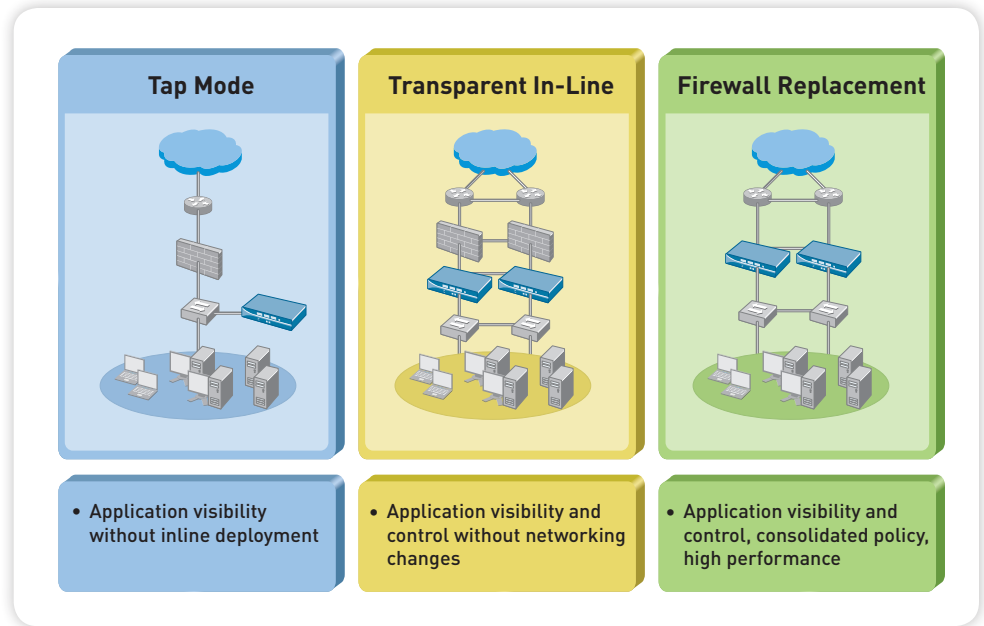 Tap Mode
Transparent In-Line
Firewall Replacement
• Application visibility
without inline deployment
• Application visibility and
control without networking
changes
• Application visibility and
control, consolidated policy,
high performance